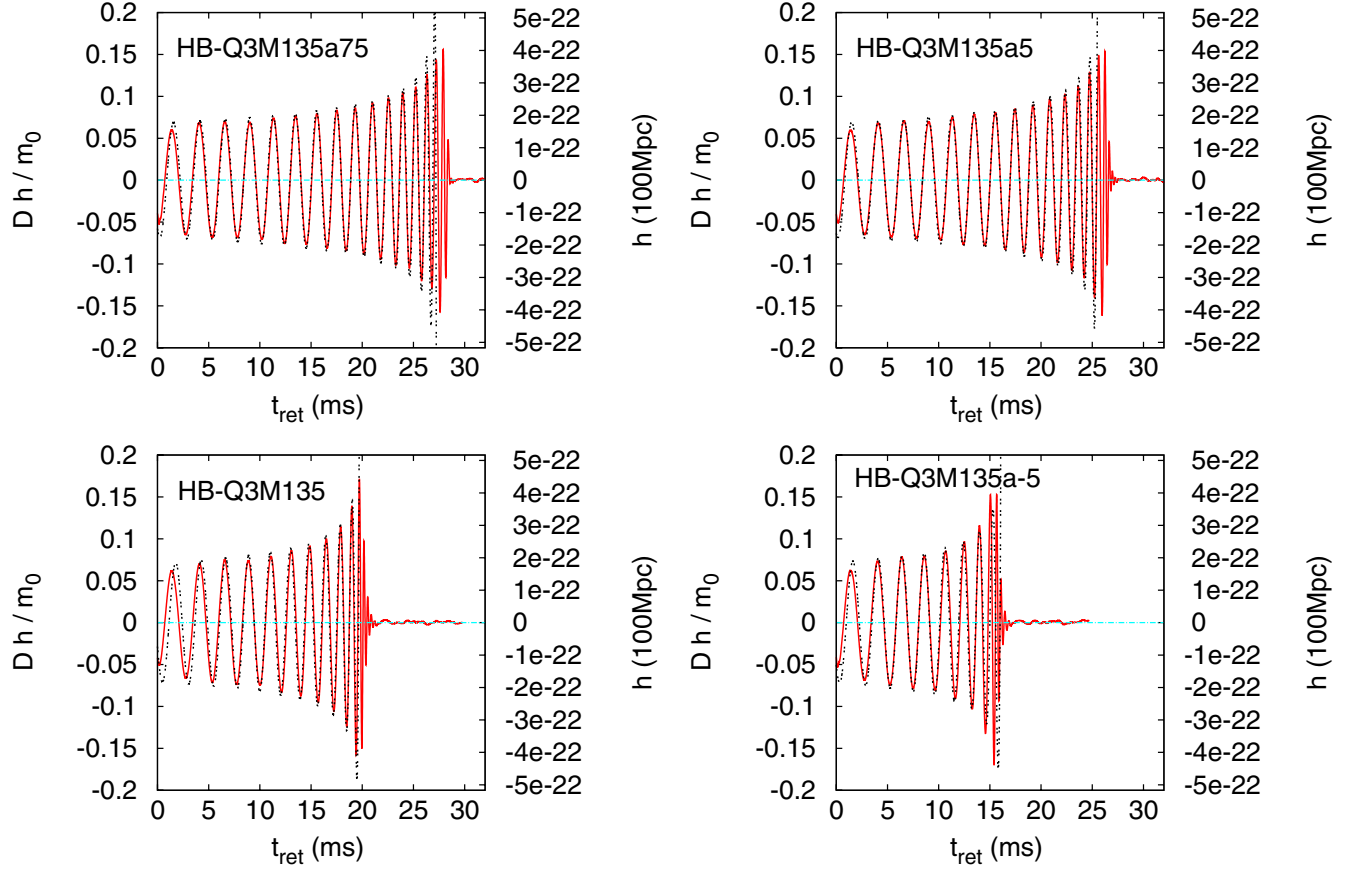 0.2
0.15
0.1
0.05
0
-0.05
-0.1
-0.15
-0.2
D h / m0
HB-Q3M135a75
5e-22
4e-22
3e-22
2e-22
1e-22
0
-1e-22
-2e-22
-3e-22
-4e-22
-5e-22
h (100Mpc)
0 5 10 15 20 25 30
tret (ms)
0.2
0.15
0.1
0.05
0
-0.05
-0.1
-0.15
-0.2
D h / m0
HB-Q3M135a5
5e-22
4e-22
3e-22
2e-22
1e-22
0
-1e-22
-2e-22
-3e-22
-4e-22
-5e-22
h (100Mpc)
0 5 10 15 20 25 30
tret (ms)
0.2
0.15
0.1
0.05
0
-0.05
-0.1
-0.15
-0.2
D h / m0
HB-Q3M135
5e-22
4e-22
3e-22
2e-22
1e-22
0
-1e-22
-2e-22
-3e-22
-4e-22
-5e-22
h (100Mpc)
0 5 10 15 20 25 30
tret (ms)
0.2
0.15
0.1
0.05
0
-0.05
-0.1
-0.15
-0.2
D h / m0
HB-Q3M135a-5
5e-22
4e-22
3e-22
2e-22
1e-22
0
-1e-22
-2e-22
-3e-22
-4e-22
-5e-22
h (100Mpc)
0 5 10 15 20 25 30
tret (ms)